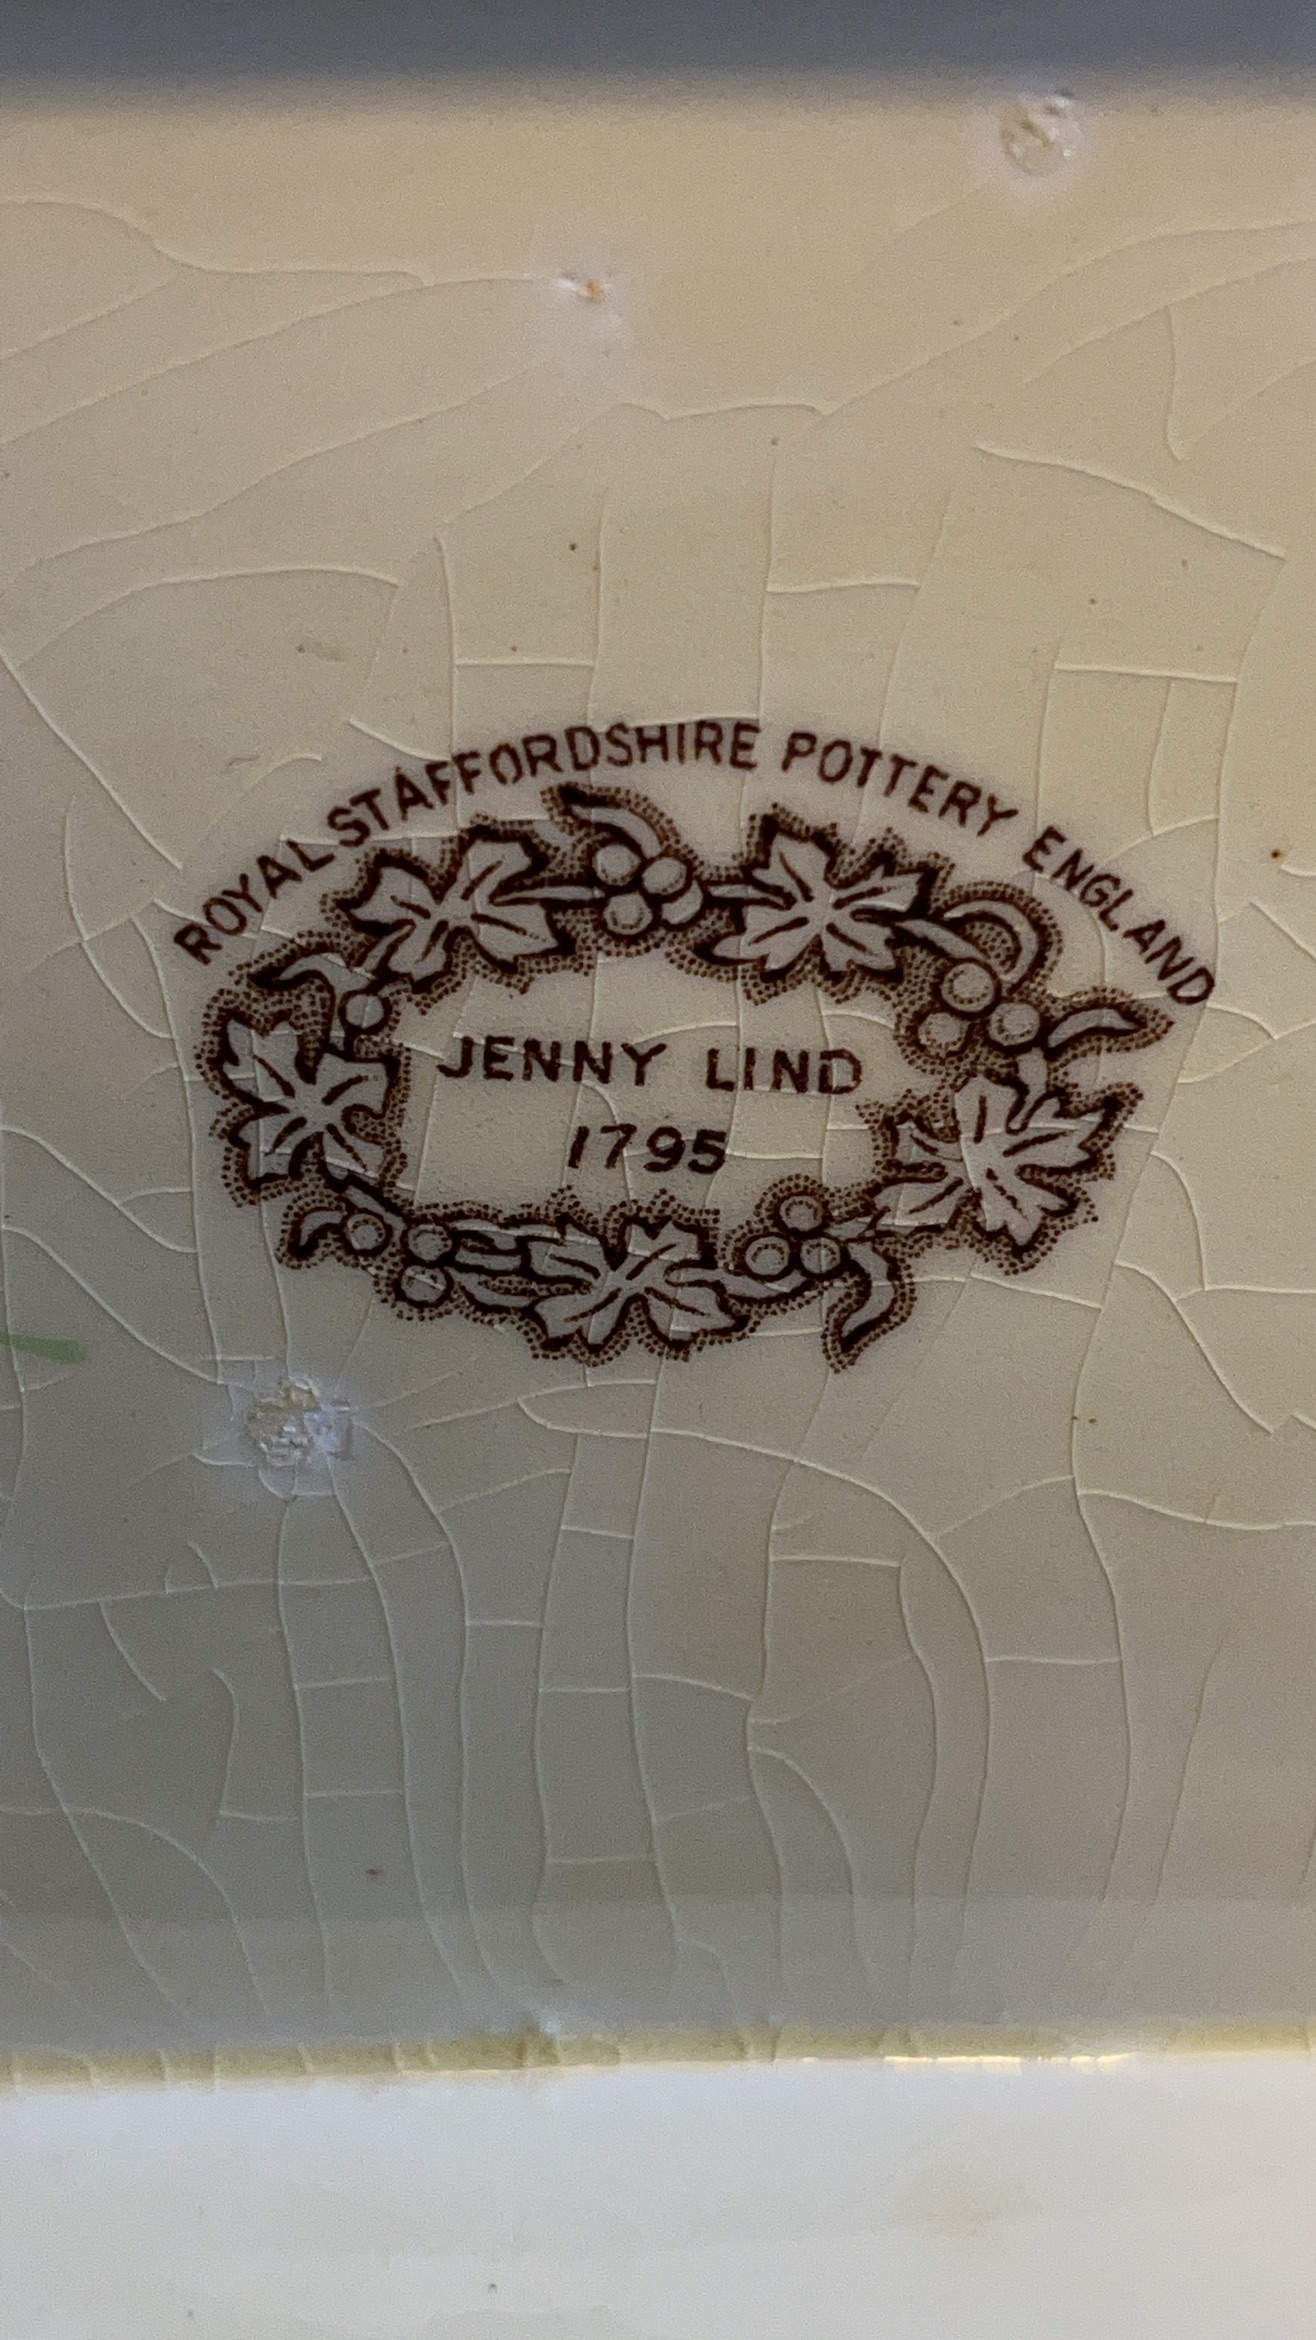 ROYAL STAFFORDSHIRE POTTERY ENGLAND
JENNY LIND
1795